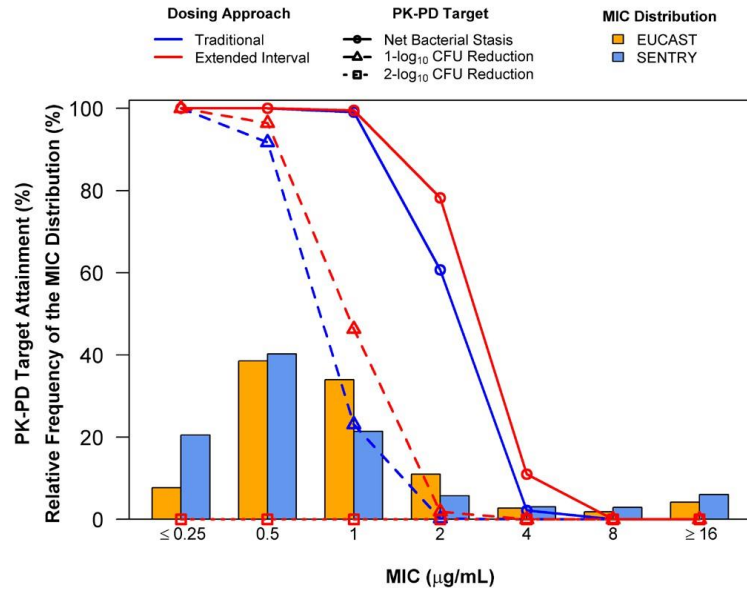 Dosing Approach
Traditional
Extended Interval
PK-PD Target
Net Bacterial Stasis
1-log₁₀ CFU Reduction
2-log₁₀ CFU Reduction
MIC Distribution
EUCAST
SENTRY
PK-PD Target Attainment (%)
Relative Frequency of the MIC Distribution (%)
100
80
60
40
20
0
≤ 0.25 0.5 1 2 4 8 ≥ 16
MIC (μg/mL)